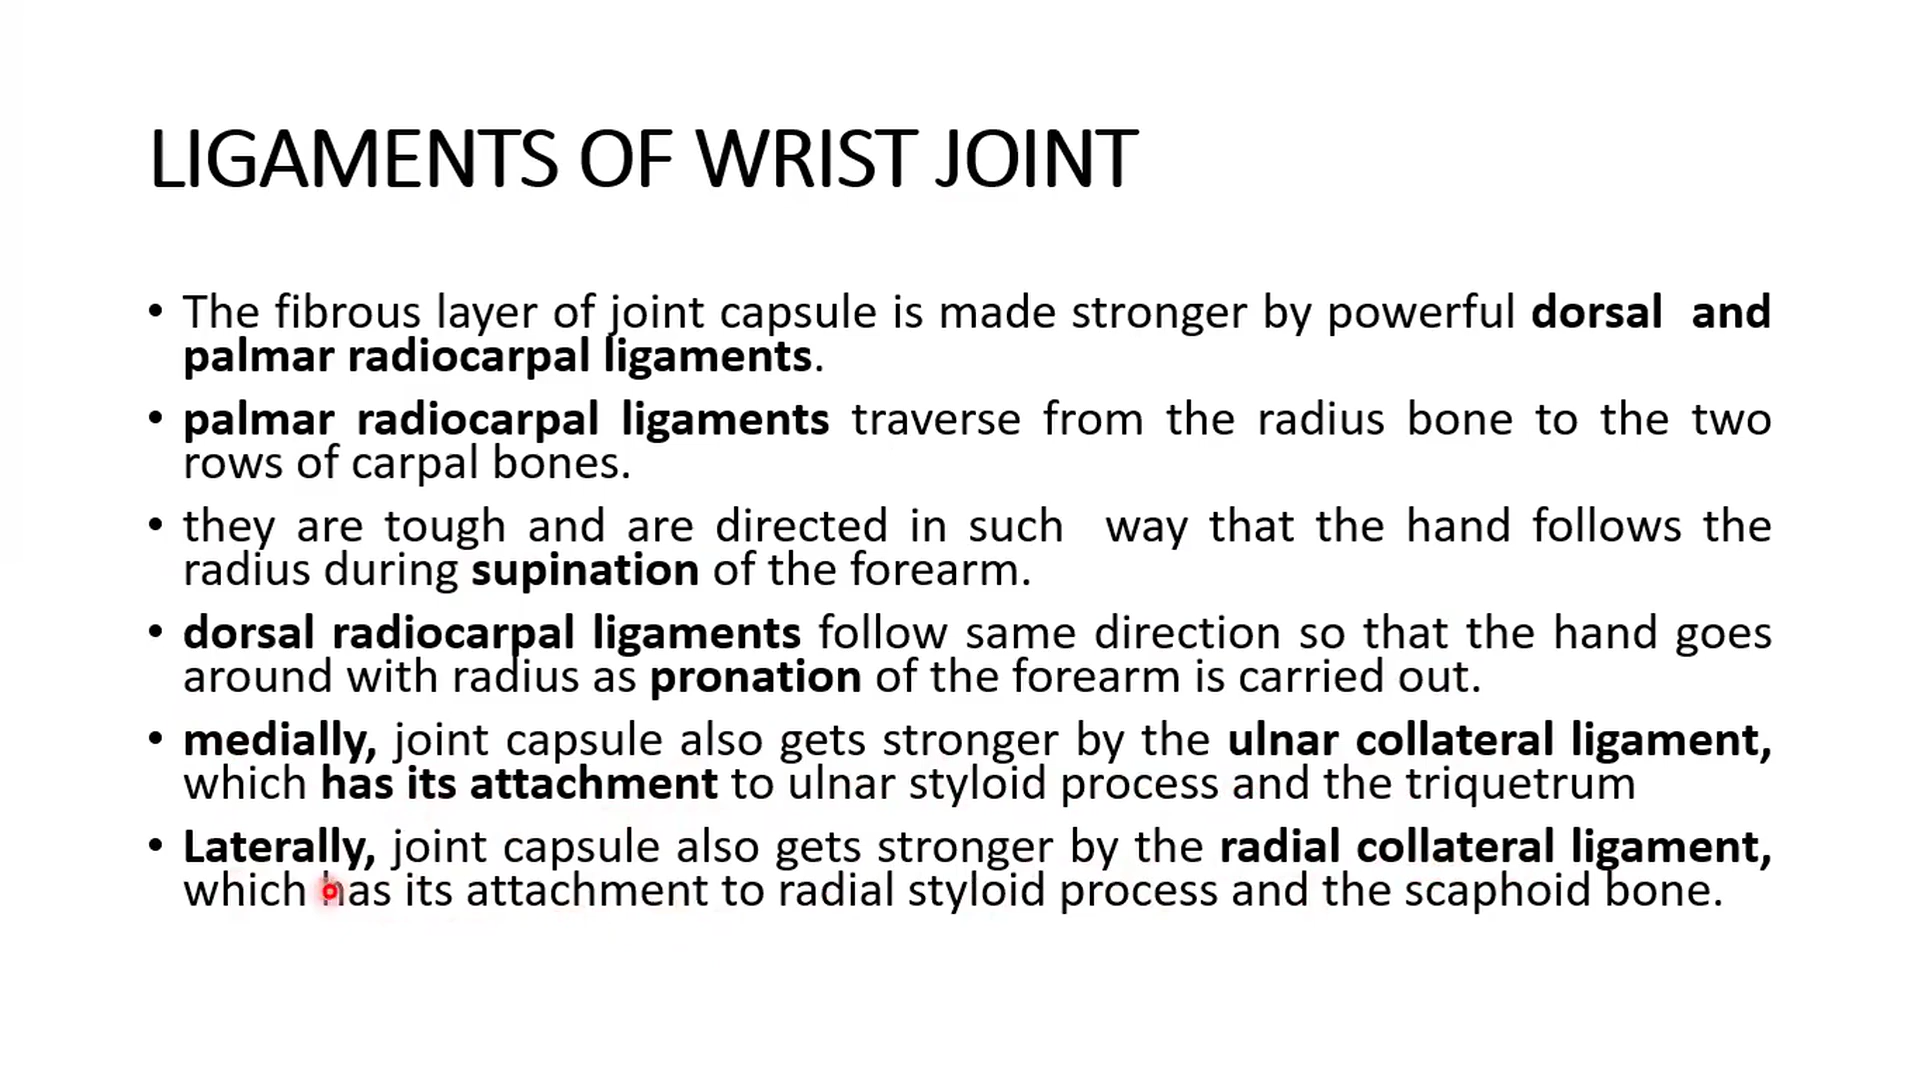 LIGAMENTS OF WRIST JOINT
• The fibrous layer of joint capsule is made stronger by powerful dorsal and
palmar radiocarpal ligaments.
• palmar radiocarpal ligaments traverse from the radius bone to the two
rows of carpal bones.
• they are tough and are directed in such way that the hand follows the
radius during supination of the forearm.
• dorsal radiocarpal ligaments follow same direction so that the hand goes
around with radius as pronation of the forearm is carried out.
• medially, joint capsule also gets stronger by the ulnar collateral ligament,
which has its attachment to ulnar styloid process and the triquetrum
• Laterally, joint capsule also gets stronger by the radial collateral ligament,
which has its attachment to radial styloid process and the scaphoid bone.